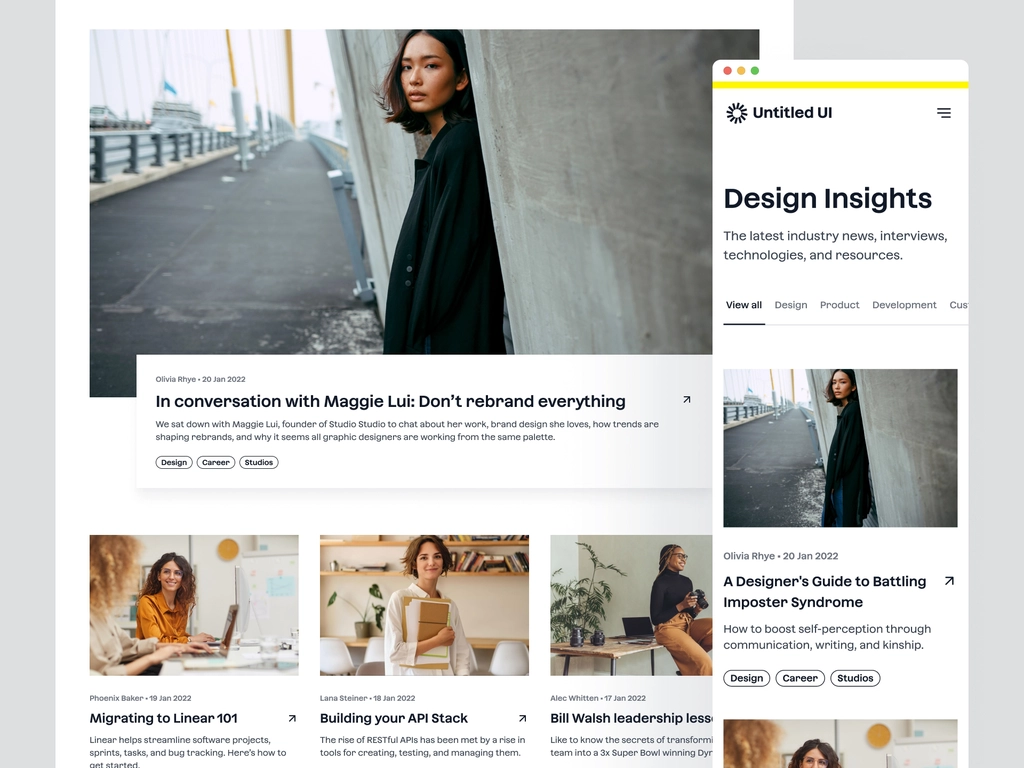 Olivia Rhye • 20 Jan 2022
In conversation with Maggie Lui: Don’t rebrand everything
We sat down with Maggie Lui, founder of Studio Studio to chat about her work, brand design she loves, how trends are
shaping rebrands, and why it seems all graphic designers are working from the same palette.
Design Career Studios
Phoenix Baker • 19 Jan 2022
Migrating to Linear 101
Linear helps streamline software projects,
sprints, tasks, and bug tracking. Here’s how to
get started.
Lana Steiner • 18 Jan 2022
Building your API Stack
The rise of RESTful APIs has been met by a rise in
tools for creating, testing, and managing them.
Alec Whitten • 17 Jan 2022
Bill Walsh leadership less
Like to know the secrets of transformi
team into a 3x Super Bowl winning Dyn
Untitled UI
Design Insights
The latest industry news, interviews,
technologies, and resources.
View all Design Product Development Cus
Olivia Rhye • 20 Jan 2022
A Designer's Guide to Battling
Imposter Syndrome
How to boost self-perception through
communication, writing, and kinship.
Design Career Studios